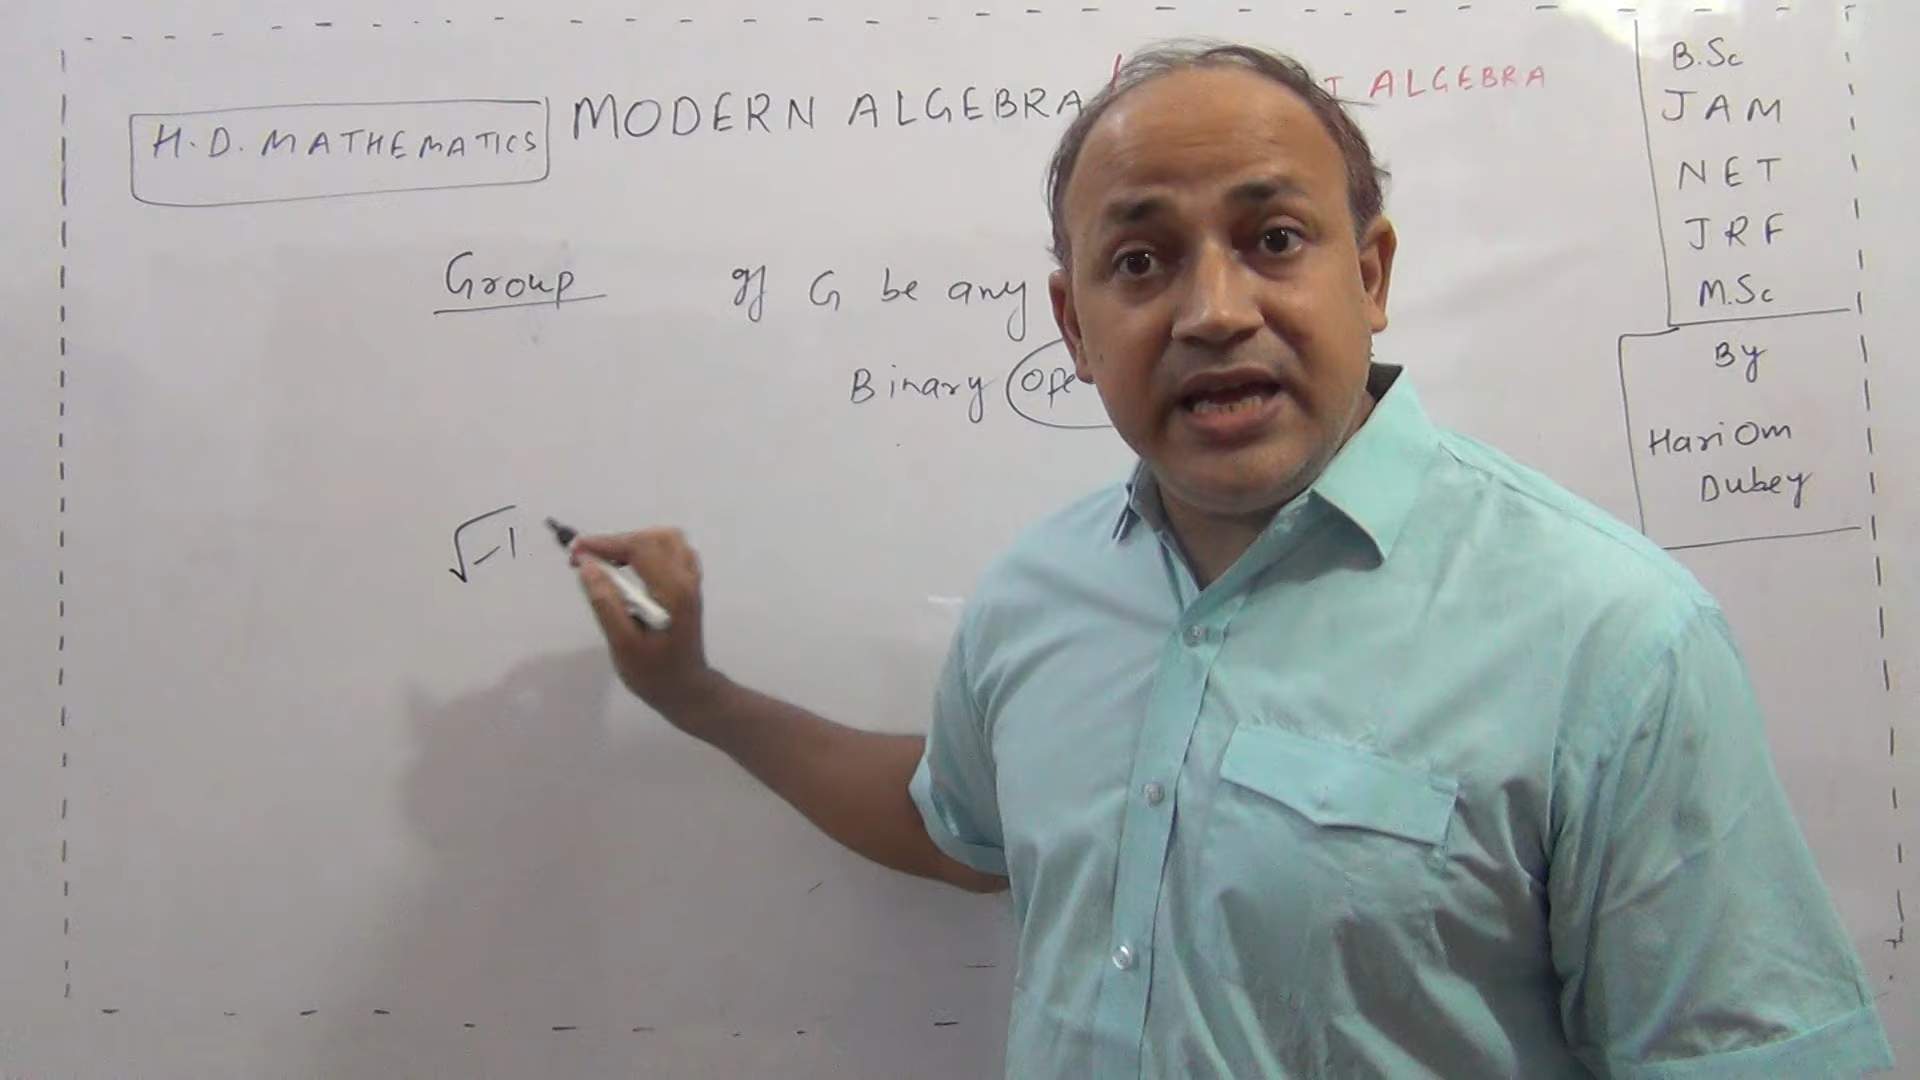 H.D. MATHEMATICS
MODERN ALGEBRA
ALGEBRA
Group
If G be any
Binary
√-1
B.Sc
JAM
NET
JRF
M.Sc
By
Hari Om
Dubey